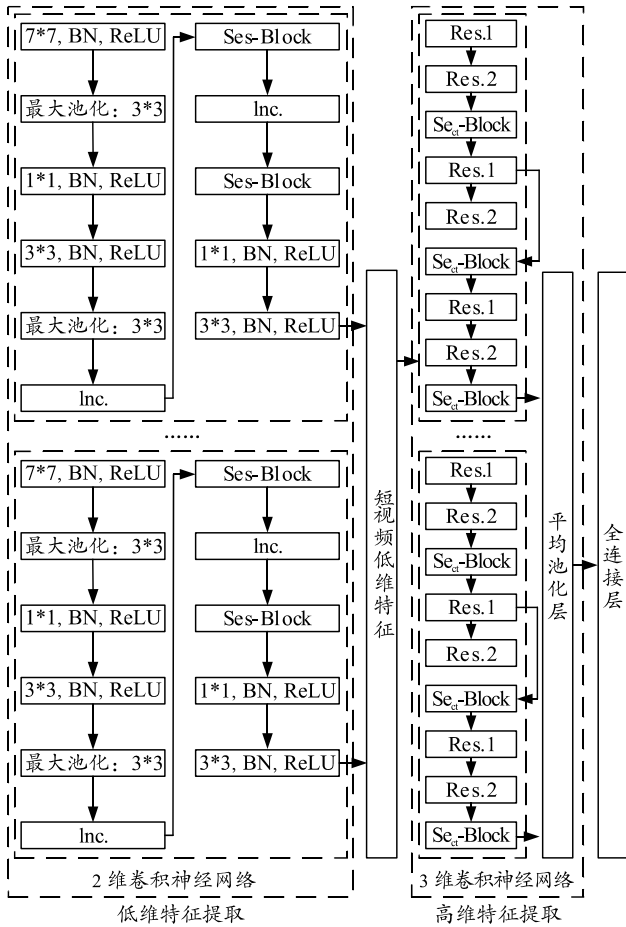 7*7, BN, ReLU
最大池化：3*3
1*1, BN, ReLU
3*3, BN, ReLU
最大池化：3*3
lnc.
Ses-Block
lnc.
Ses-Block
1*1, BN, ReLU
3*3, BN, ReLU
……
7*7, BN, ReLU
最大池化：3*3
1*1, BN, ReLU
3*3, BN, ReLU
最大池化：3*3
lnc.
Ses-Block
lnc.
Ses-Block
1*1, BN, ReLU
3*3, BN, ReLU
2 维卷积神经网络
低维特征提取
短视频低维特征
Res.1
Res.2
Sect-Block
Res.1
Res.2
Sect-Block
Res.1
Res.2
Sect-Block
……
Res.1
Res.2
Sect-Block
Res.1
Res.2
Sect-Block
Res.1
Res.2
Sect-Block
3 维卷积神经网络
高维特征提取
平均池化层
全连接层